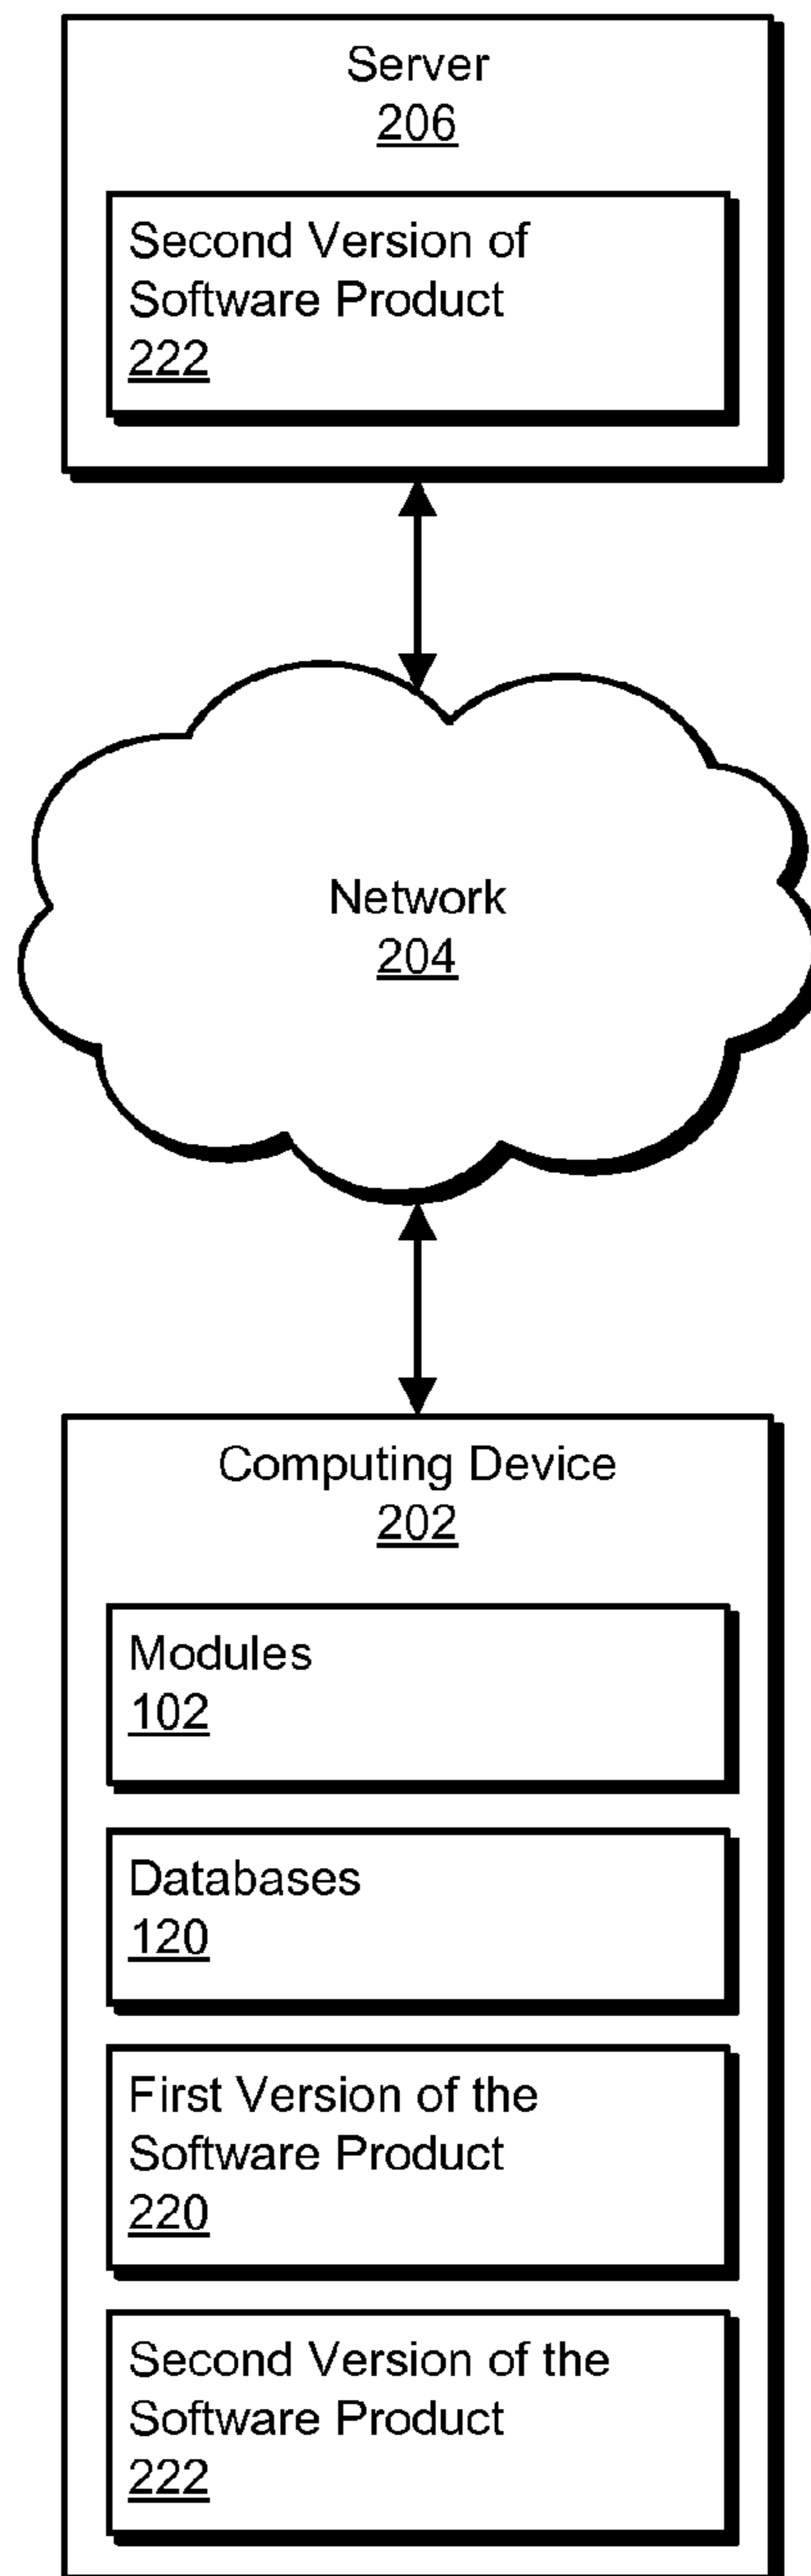 Server
206
Second Version of
Software Product
222
Network
204
Computing Device
202
Modules
102
Databases
120
First Version of the
Software Product
220
Second Version of the
Software Product
222